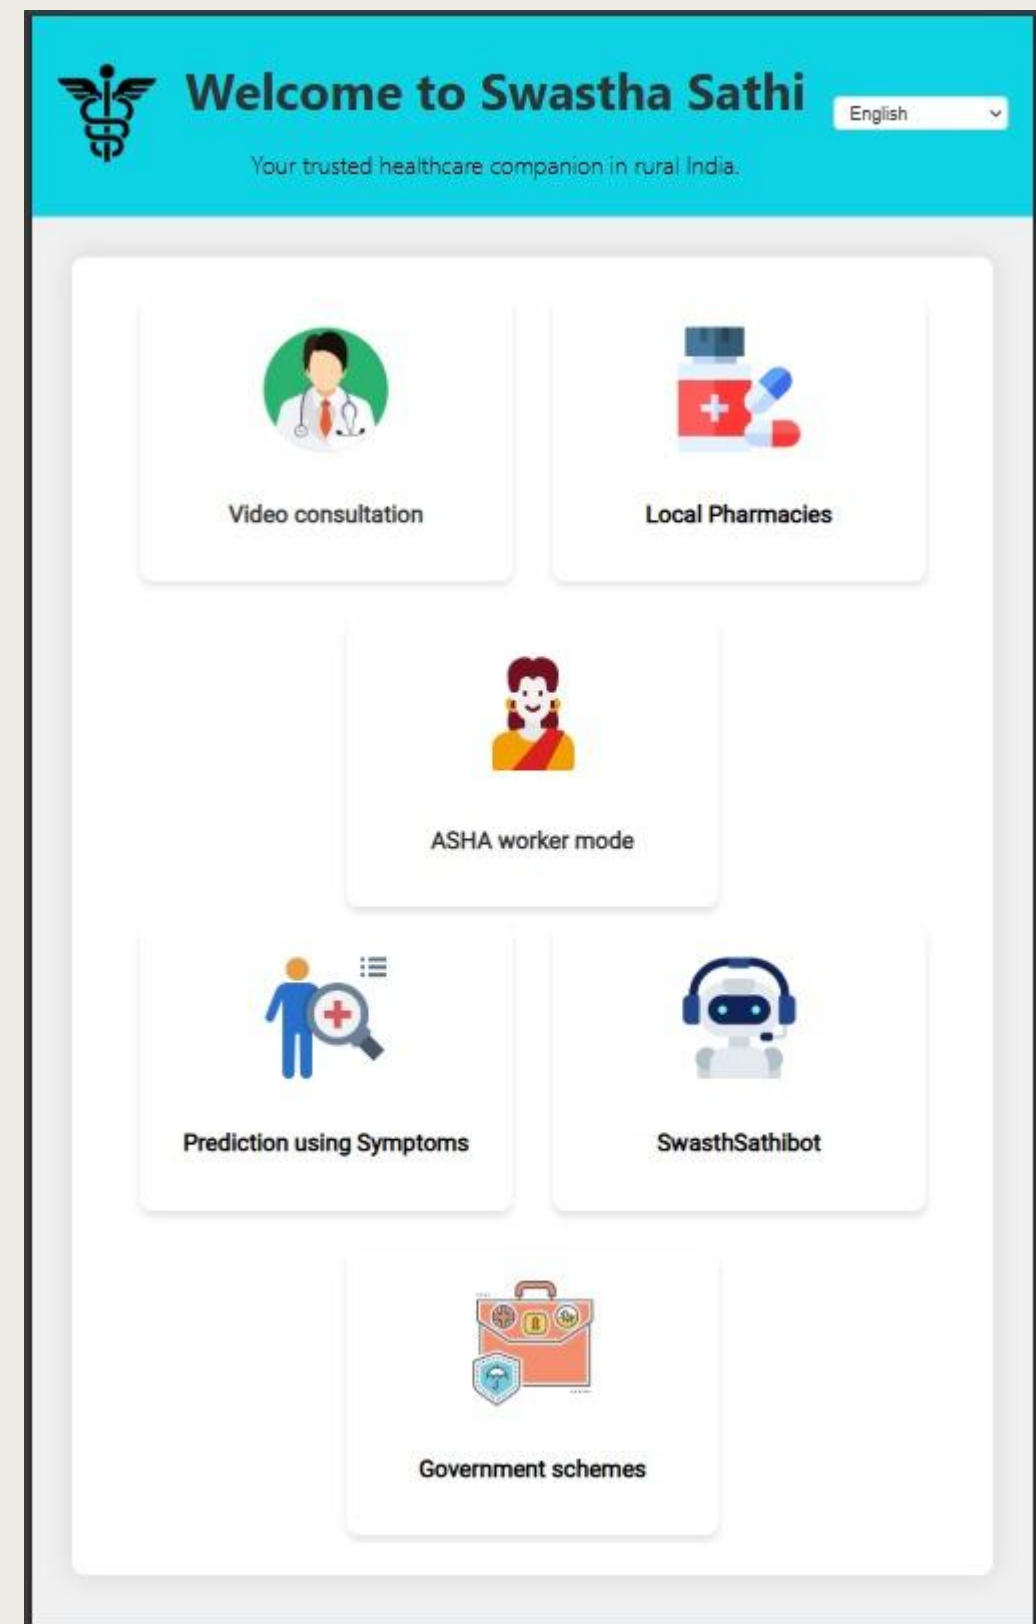 Welcome to Swastha Sathi
English
Your trusted healthcare companion in rural India.
Video consultation
Local Pharmacies
ASHA worker mode
Prediction using Symptoms
SwasthSathibot
Government schemes